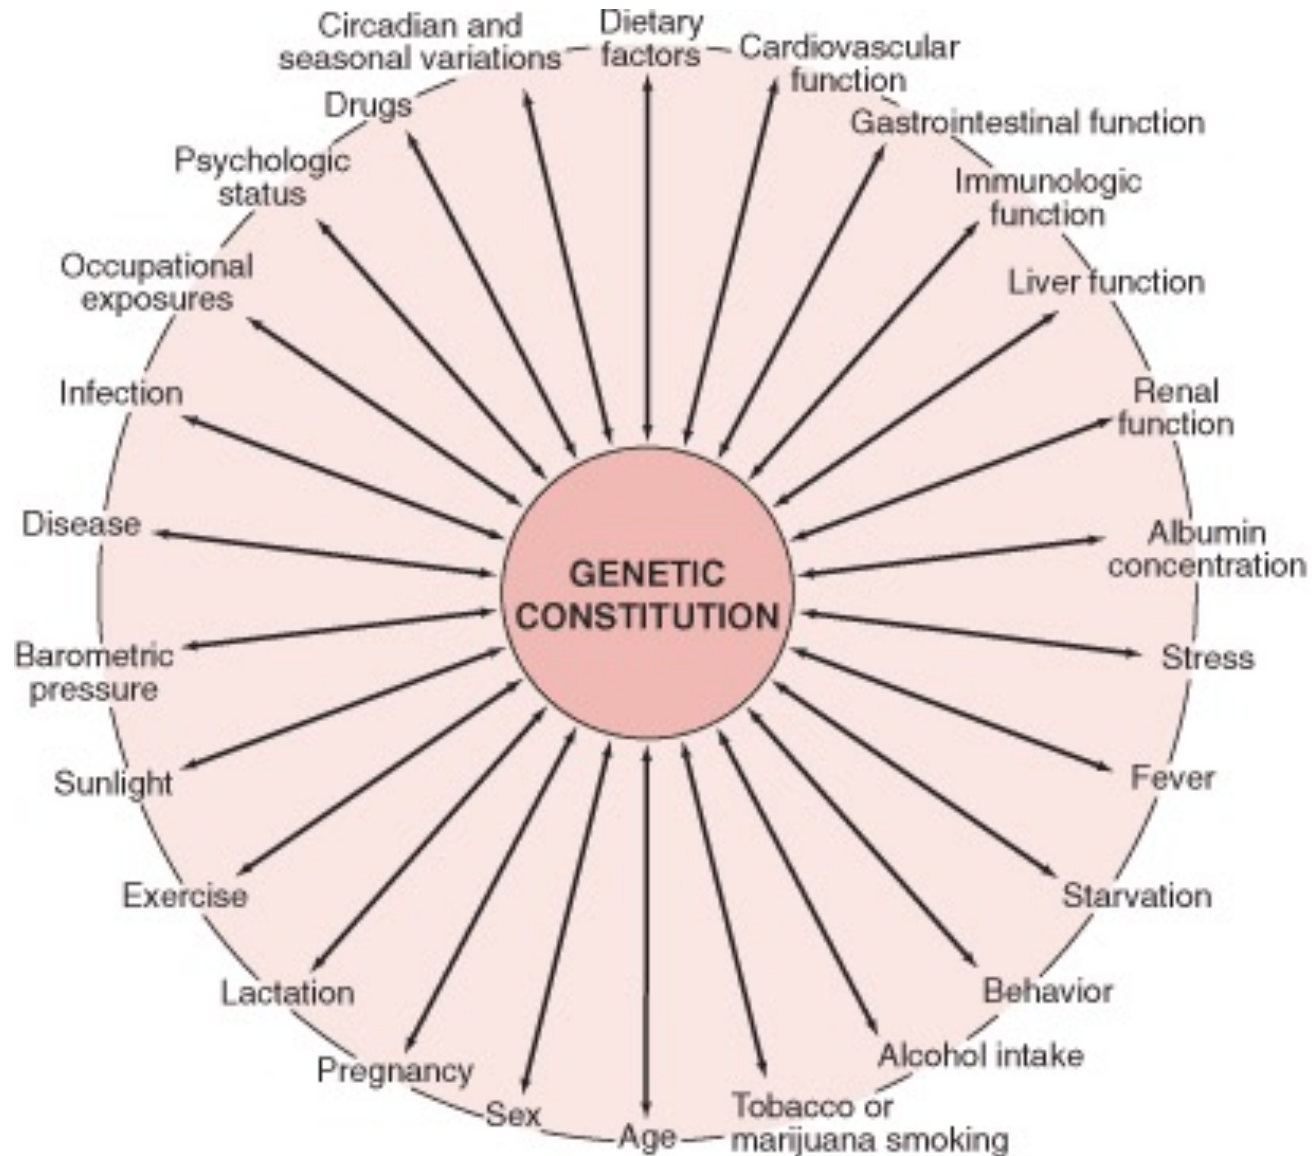 Dietary
factors
Cardiovascular
function
Gastrointestinal function
Immunologic
function
Liver function
Renal
function
Albumin
concentration
Stress
Fever
Starvation
Behavior
Alcohol intake
Tobacco or
marijuana smoking
Age
Sex
Pregnancy
Lactation
Exercise
Sunlight
Barometric
pressure
Disease
Infection
Occupational
exposures
Psychologic
status
Drugs
Circadian and
seasonal variations
GENETIC
CONSTITUTION